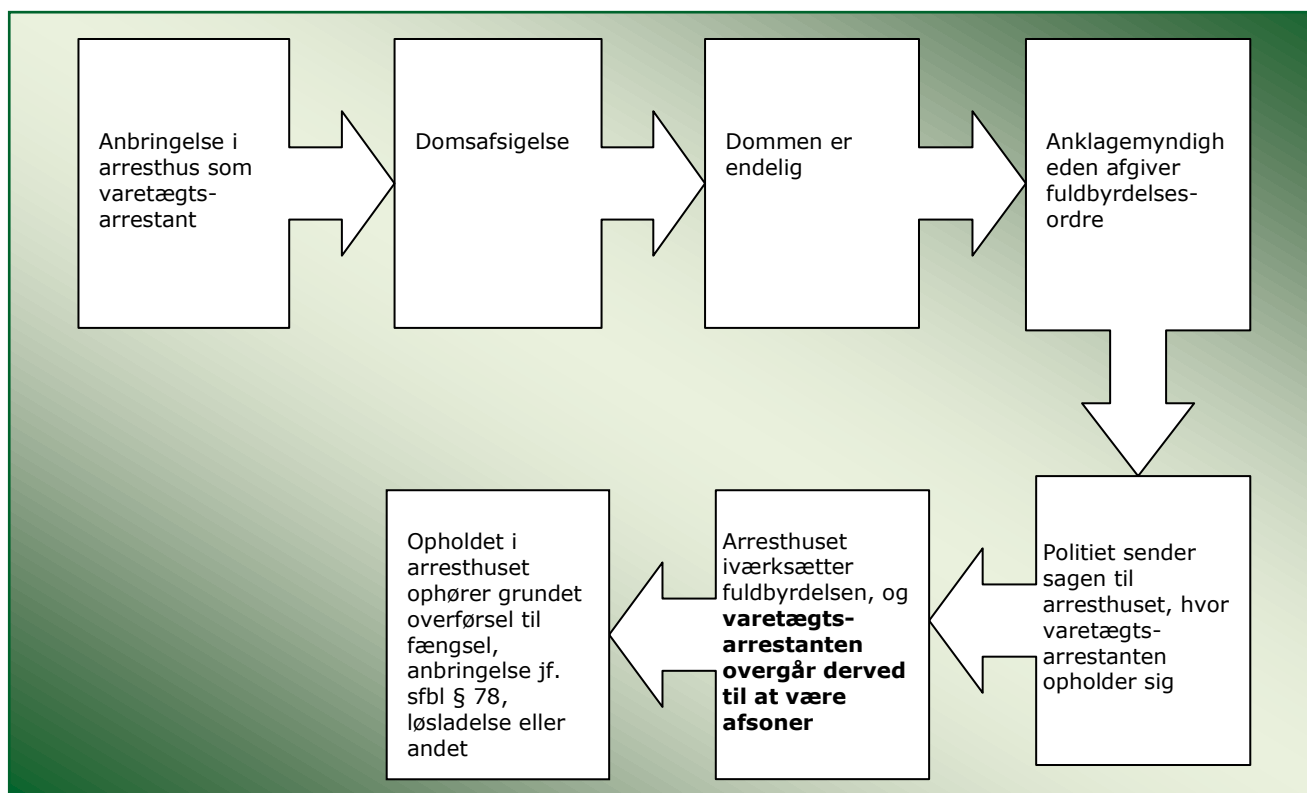 Anbringelse i
arresthus som
varetægts-
arrestant
Domsafsigelse
Dommen er
endelig
Anklagemyndigh
eden afgiver
fuldbyrdelses-
ordre
Politiet sender
sagen til
arresthuset, hvor
varetægts-
arrestanten
opholder sig
Arresthuset
iværksætter
fuldbyrdelsen, og
varetægts-
arrestanten
overgår derved
til at være
afsoner
Opholdet i
arresthuset
ophører grundet
overførsel til
fængsel,
anbringelse jf.
sfbl § 78,
løsladelse eller
andet